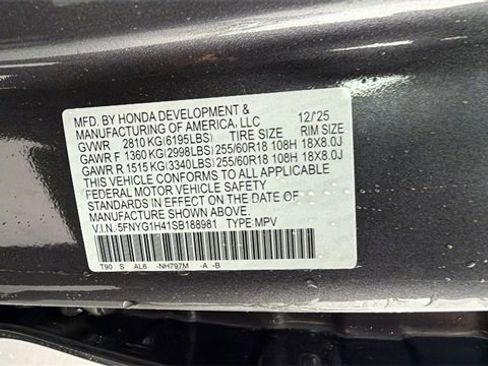 MFD. BY HONDA DEVELOPMENT & 12/25
MANUFACTURING OF AMERICA, LLC
GVWR 2810 KG(6195LBS) TIRE SIZE RIM SIZE
GAWR F 1360 KG(2998LBS) 255/60R18 108H 18X8.0J
GAWR R 1515 KG(3340LBS) 255/60R18 108H 18X8.0J
THIS VEHICLE CONFORMS TO ALL APPLICABLE
FEDERAL MOTOR VEHICLE SAFETY
STANDARDS IN EFFECT ON THE DATE OF
MANUFACTURE SHOWN ABOVE.
V.I.N.:5FNYG1H41SB188981 TYPE:MPV
T90 S AL6 -NH797M -A -B